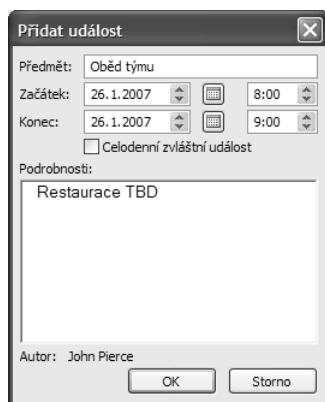 Přidat událost
Předmět: Oběd týmu
Začátek: 26.1.2007 8:00
Konec: 26.1.2007 9:00
Celodenní zvláštní událost
Podrobnosti:
Restaurace TBD
Autor: John Pierce
OK Storno